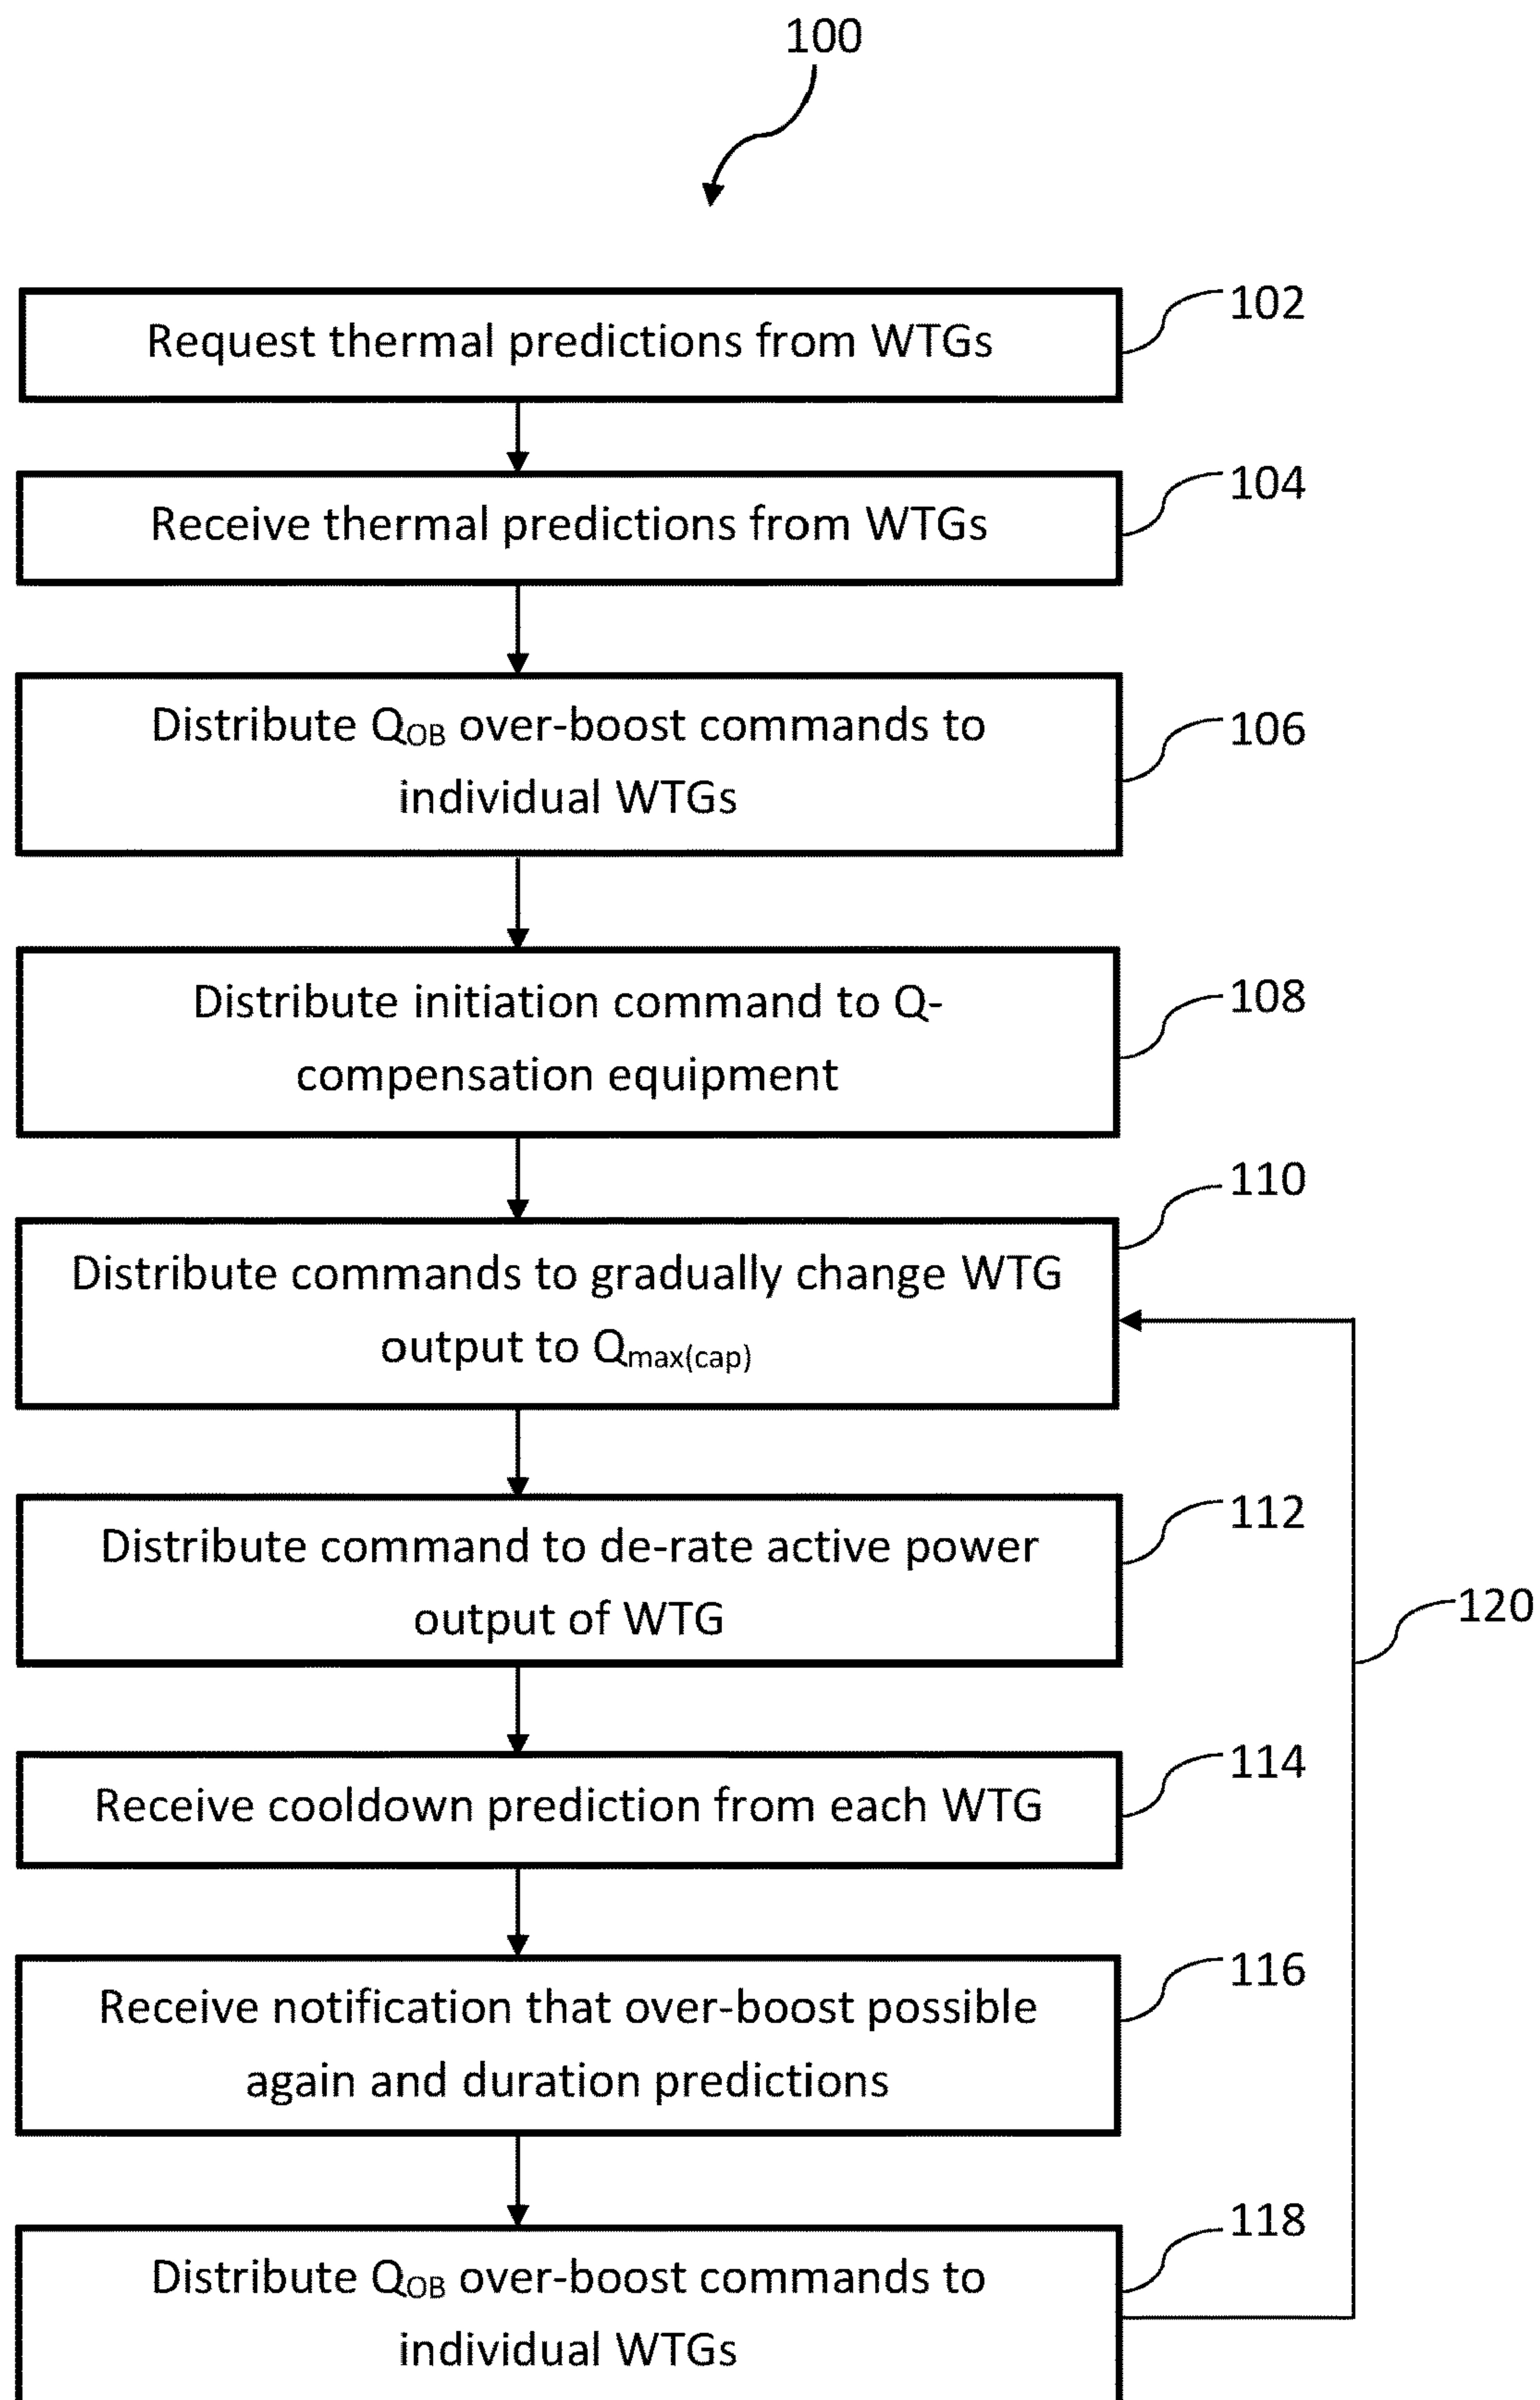 100
Request thermal predictions from WTGs
102
Receive thermal predictions from WTGs
104
Distribute Q_OB over-boost commands to
individual WTGs
106
Distribute initiation command to Q-
compensation equipment
108
Distribute commands to gradually change WTG
output to Q_max(cap)
110
Distribute command to de-rate active power
output of WTG
112
120
Receive cooldown prediction from each WTG
114
Receive notification that over-boost possible
again and duration predictions
116
Distribute Q_OB over-boost commands to
individual WTGs
118